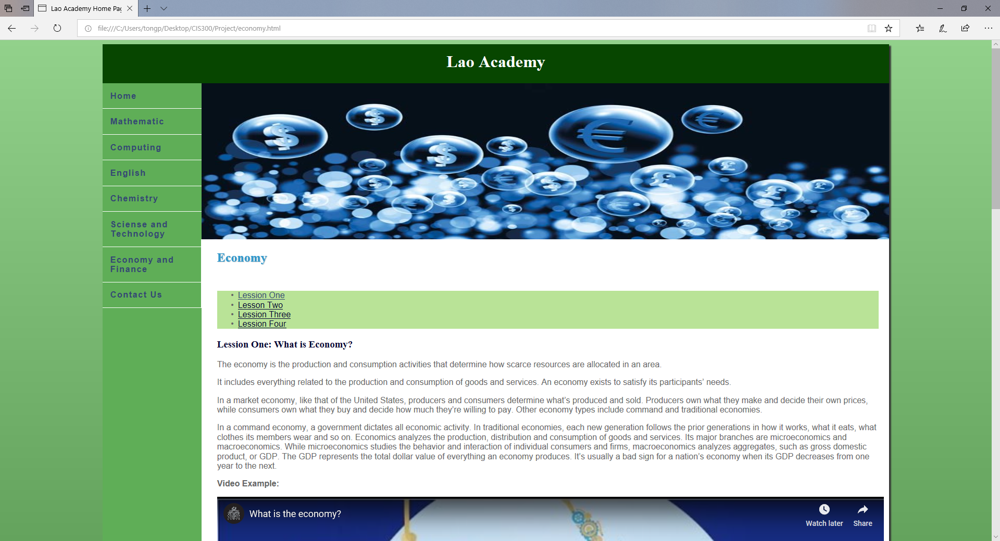 Lao Academy Home Pag
file:///C:/Users/tongp/Desktop/CIS300/Project/economy.html
Lao Academy
Home
Mathematic
Computing
English
Chemistry
Sciense and
Technology
Economy and
Finance
Contact Us
Economy
• Lession One
• Lesson Two
• Lession Three
• Lession Four
Lession One: What is Economy?
The economy is the production and consumption activities that determine how scarce resources are allocated in an area.
It includes everything related to the production and consumption of goods and services. An economy exists to satisfy its participants’ needs.
In a market economy, like that of the United States, producers and consumers determine what’s produced and sold. Producers own what they make and decide their own prices,
while consumers own what they buy and decide how much they’re willing to pay. Other economy types include command and traditional economies.
In a command economy, a government dictates all economic activity. In traditional economies, each new generation follows the prior generations in how it works, what it eats, what
clothes its members wear and so on. Economics analyzes the production, distribution and consumption of goods and services. Its major branches are microeconomics and
macroeconomics. While microeconomics studies the behavior and interaction of individual consumers and firms, macroeconomics analyzes aggregates, such as gross domestic
product, or GDP. The GDP represents the total dollar value of everything an economy produces. It’s usually a bad sign for a nation’s economy when its GDP decreases from one
year to the next.
Video Example:
What is the economy?
Watch later
Share